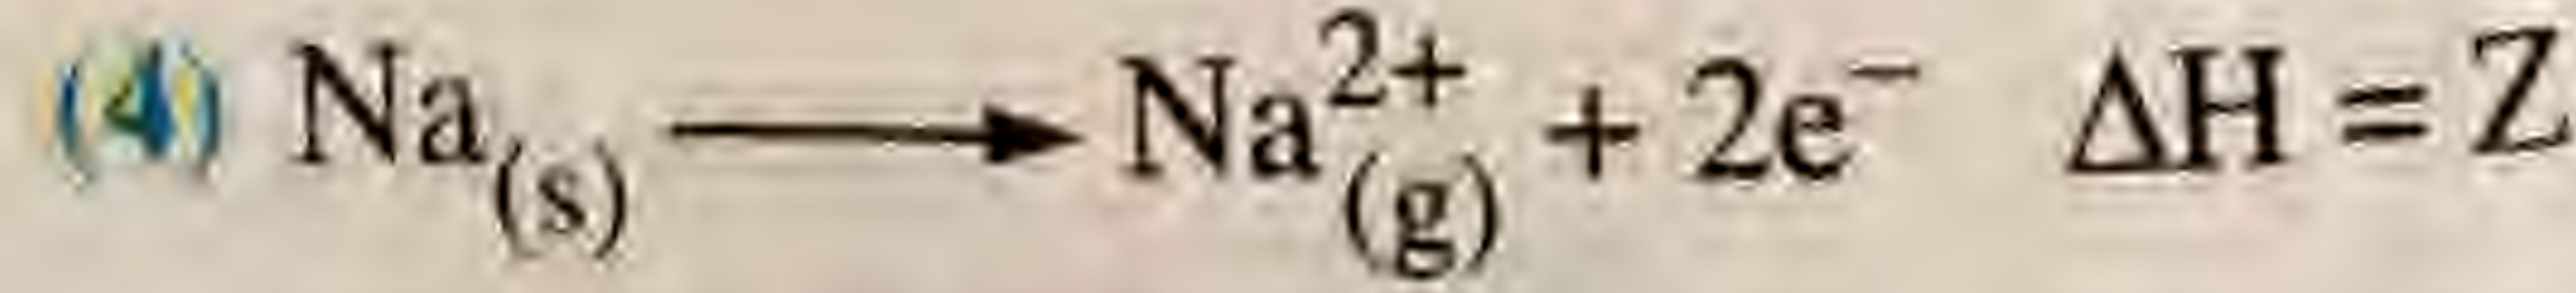 (4) Na(s) ⟶ Na²⁺(g) + 2e⁻ ΔH = Z